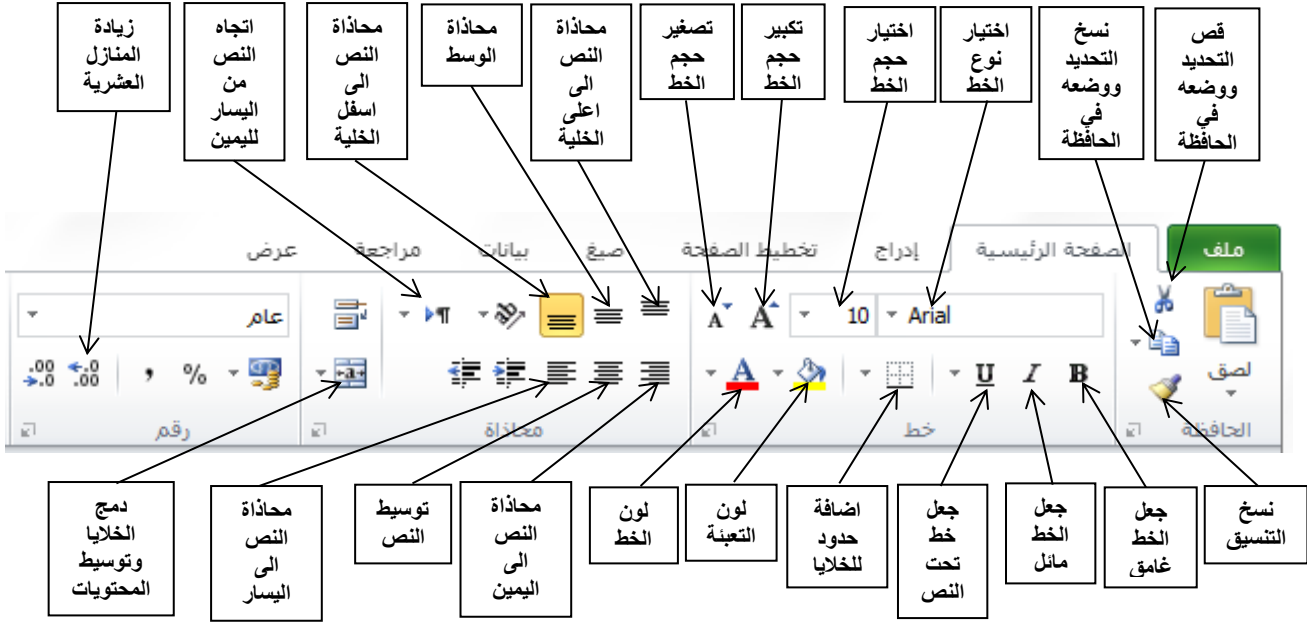 قص
التحديد
ووضعه
في
الحافظة
نسخ
التحديد
ووضعه
في
الحافظة
اختيار
نوع
الخط
اختيار
حجم
الخط
تكبير
حجم
الخط
تصغير
حجم
الخط
محاذاة
النص
الى
اعلى
الخلية
محاذاة
الوسط
محاذاة
النص
الى
اسفل
الخلية
اتجاه
النص
من
اليسار
لليمين
زيادة
المنازل
العشرية
ملف
الصفحة الرئيسية
إدراج
تخطيط الصفحة
صيغ
بيانات
مراجعة
عرض
Arial
10
عام
لصق
B
I
U
A
%
الحافظة
خط
محاذاة
رقم
نسخ
التنسيق
جعل
الخط
غامق
جعل
الخط
مائل
جعل
خط
تحت
النص
اضافة
حدود
للخلايا
لون
التعبئة
لون
الخط
محاذاة
النص
الى
اليمين
توسيط
النص
محاذاة
النص
الى
اليسار
دمج
الخلايا
وتوسيط
المحتويات